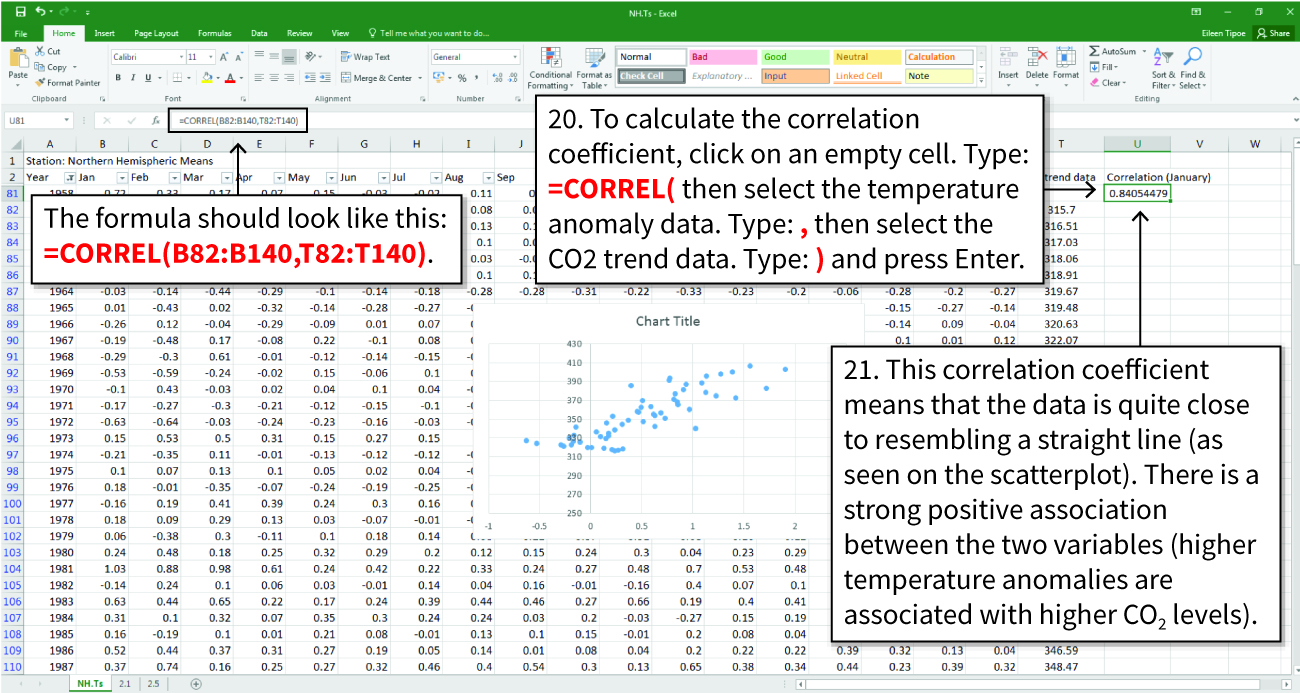 NH.Ts - Excel
File Home Insert Page Layout Formulas Data Review View Tell me what you want to do... Eileen Tipoe Share
Paste Cut Copy Format Painter Clipboard
Calibri 11 B I U Font
Wrap Text Merge & Center Alignment
General % Number
Conditional Formatting Format as Table
Normal Bad Good Neutral Calculation
Check Cell Explanatory ... Input Linked Cell Note
Insert Delete Format
AutoSum Fill Clear Sort & Filter Find & Select Editing
U81 fx =CORREL(B82:B140,T82:T140)
A B C D E F G H I J T U V W
1 Station: Northern Hemispheric Means
2 Year Jan Feb Mar Apr May Jun Jul Aug Sep trend data Correlation (January)
81 0.11 0.84054479
82 0.08 315.7
83 0.13 316.51
84 0.1 317.03
85 0.03 318.06
86 0.1 318.91
The formula should look like this:
=CORREL(B82:B140,T82:T140).
20. To calculate the correlation
coefficient, click on an empty cell. Type:
=CORREL( then select the temperature
anomaly data. Type: , then select the
CO2 trend data. Type: ) and press Enter.
87 1964 -0.03 -0.14 -0.44 -0.29 -0.1 -0.14 -0.18 -0.28 -0.28 -0.31 -0.22 -0.33 -0.23 -0.2 -0.06 -0.28 -0.2 -0.27 319.67
88 1965 0.01 -0.43 0.02 -0.32 -0.14 -0.28 -0.27 -0.15 -0.27 -0.14 319.48
89 1966 -0.26 0.12 -0.04 -0.29 -0.09 0.01 0.07 -0.14 0.09 -0.04 320.63
90 1967 -0.19 -0.48 0.17 -0.08 0.22 -0.1 0.08 0.1 0.01 0.12 322.07
91 1968 -0.29 -0.3 0.61 -0.01 -0.12 -0.14 -0.15
92 1969 -0.53 -0.59 -0.24 -0.02 0.15 -0.06 0.1
93 1970 -0.1 0.43 -0.03 0.02 0.04 0.1 0.04
94 1971 -0.17 -0.27 -0.3 -0.21 -0.12 -0.15 -0.1
95 1972 -0.63 -0.64 -0.03 -0.24 -0.23 -0.16 -0.03
96 1973 0.15 0.53 0.5 0.31 0.15 0.27 0.15
97 1974 -0.21 -0.35 0.11 -0.01 -0.13 -0.12 -0.12
98 1975 0.1 0.07 0.13 0.1 0.05 0.02 0.04
99 1976 0.18 -0.01 -0.35 -0.07 -0.24 -0.19 -0.25
100 1977 -0.16 0.19 0.41 0.39 0.24 0.3 0.16
101 1978 0.18 0.09 0.29 0.13 0.03 -0.07 -0.01
102 1979 0.06 -0.38 0.3 -0.11 0.1 0.18 0.14
Chart Title
430
410
390
370
350
330
310
290
270
250
-1 -0.5 0 0.5 1 1.5 2
21. This correlation coefficient
means that the data is quite close
to resembling a straight line (as
seen on the scatterplot). There is a
strong positive association
between the two variables (higher
temperature anomalies are
associated with higher CO₂ levels).
103 1980 0.24 0.48 0.18 0.25 0.32 0.29 0.2 0.12 0.15 0.24 0.3 0.04 0.23 0.29
104 1981 1.03 0.88 0.98 0.61 0.24 0.42 0.22 0.33 0.24 0.27 0.48 0.7 0.53 0.48
105 1982 -0.14 0.24 0.1 0.06 0.03 -0.01 0.14 0.04 0.16 -0.01 -0.16 0.4 0.07 0.1
106 1983 0.63 0.44 0.65 0.22 0.17 0.24 0.39 0.44 0.46 0.27 0.66 0.19 0.4 0.41
107 1984 0.31 0.1 0.32 0.07 0.35 0.3 0.24 0.24 0.03 0.2 -0.03 -0.27 0.15 0.19
108 1985 0.16 -0.19 0.1 0.01 0.21 0.08 -0.01 0.13 0.1 0.15 -0.01 0.2 0.08 0.04
109 1986 0.52 0.44 0.37 0.31 0.27 0.19 0.05 0.14 0.01 0.08 0.04 0.2 0.22 0.22 0.39 0.32 0.13 0.04 346.59
110 1987 0.37 0.74 0.16 0.25 0.27 0.32 0.46 0.4 0.54 0.3 0.13 0.65 0.38 0.34 0.44 0.23 0.39 0.32 348.47
NH.Ts 2.1 2.5